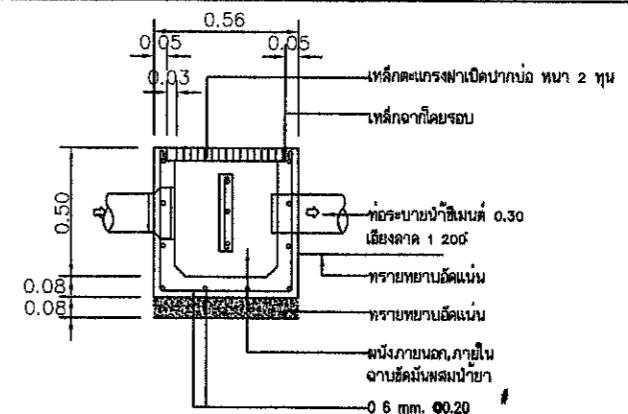 0.56
0.05
0.05
0.03
0.50
0.08
0.08
เหล็กตะแกรงฝาเปิดปากบ่อ หนา 2 หุน
เหล็กฉากโดยรอบ
ท่อระบายน้ำซีเมนต์ 0.30
เอียงลาด 1 200
ทรายหยาบอัดแน่น
ทรายหยาบอัดแน่น
ผนังภายนอก,ภายใน
ฉาบขัดมันผสมน้ำยา
0 6 mm. @0.20 #